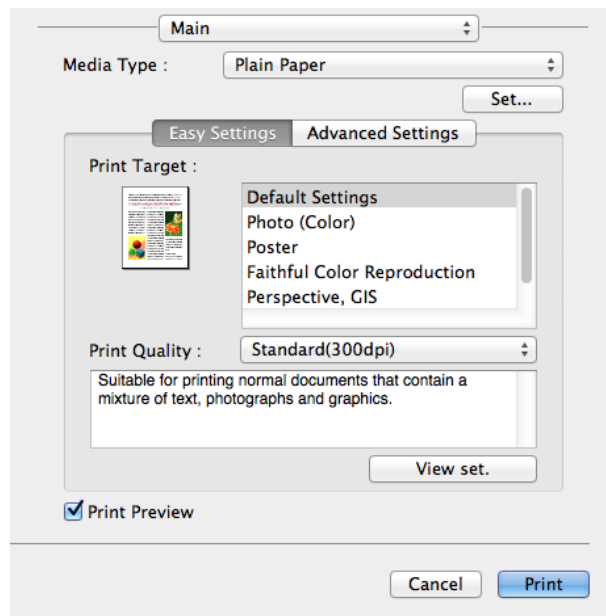 Main
Media Type : Plain Paper
Set...
Easy Settings Advanced Settings
Print Target :
Default Settings
Photo (Color)
Poster
Faithful Color Reproduction
Perspective, GIS
Print Quality : Standard(300dpi)
Suitable for printing normal documents that contain a
mixture of text, photographs and graphics.
View set.
Print Preview
Cancel Print